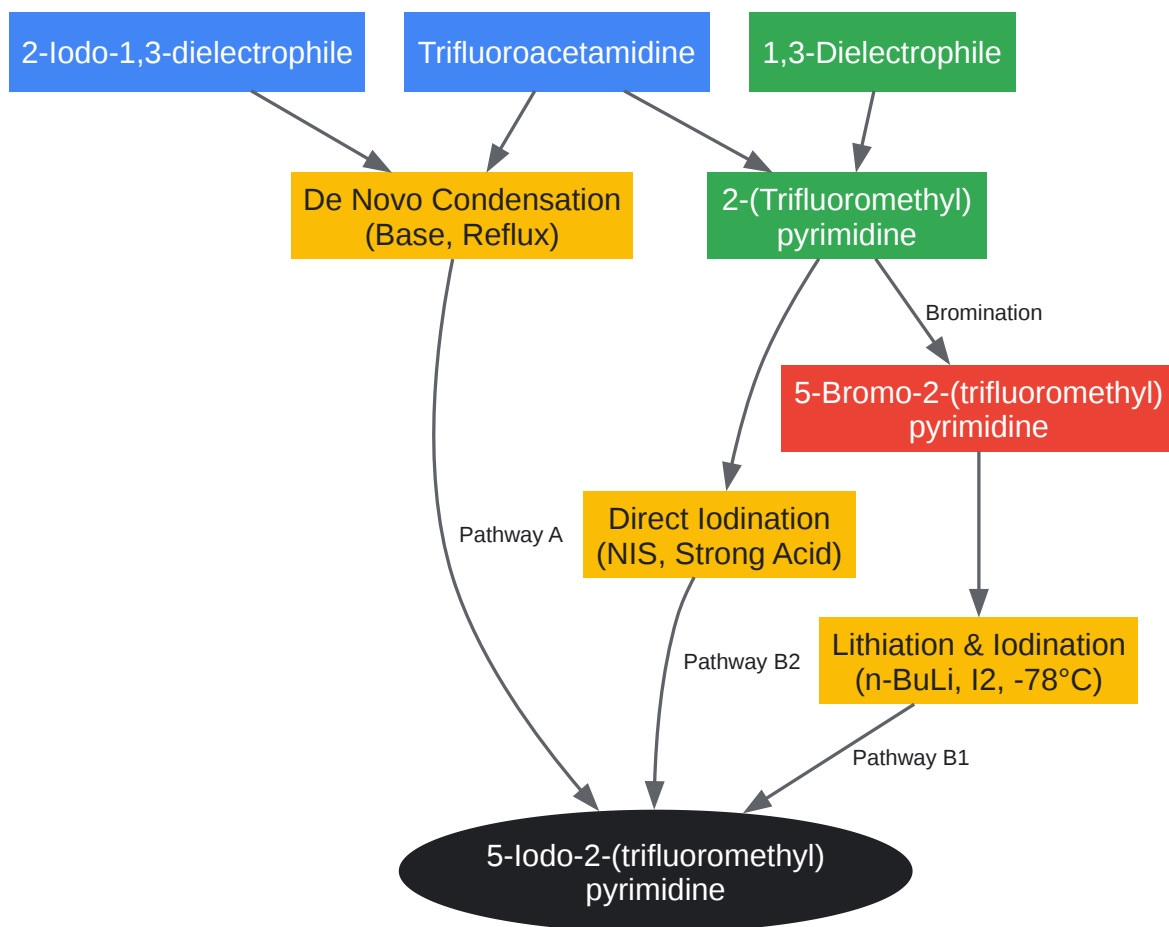 2-Iodo-1,3-dielectrophile
Trifluoroacetamidine
1,3-Dielectrophile
De Novo Condensation
(Base, Reflux)
2-(Trifluoromethyl)
pyrimidine
Bromination
5-Bromo-2-(trifluoromethyl)
pyrimidine
Direct Iodination
(NIS, Strong Acid)
Pathway A
Lithiation & Iodination
(n-BuLi, I2, -78°C)
Pathway B2
Pathway B1
5-Iodo-2-(trifluoromethyl)
pyrimidine